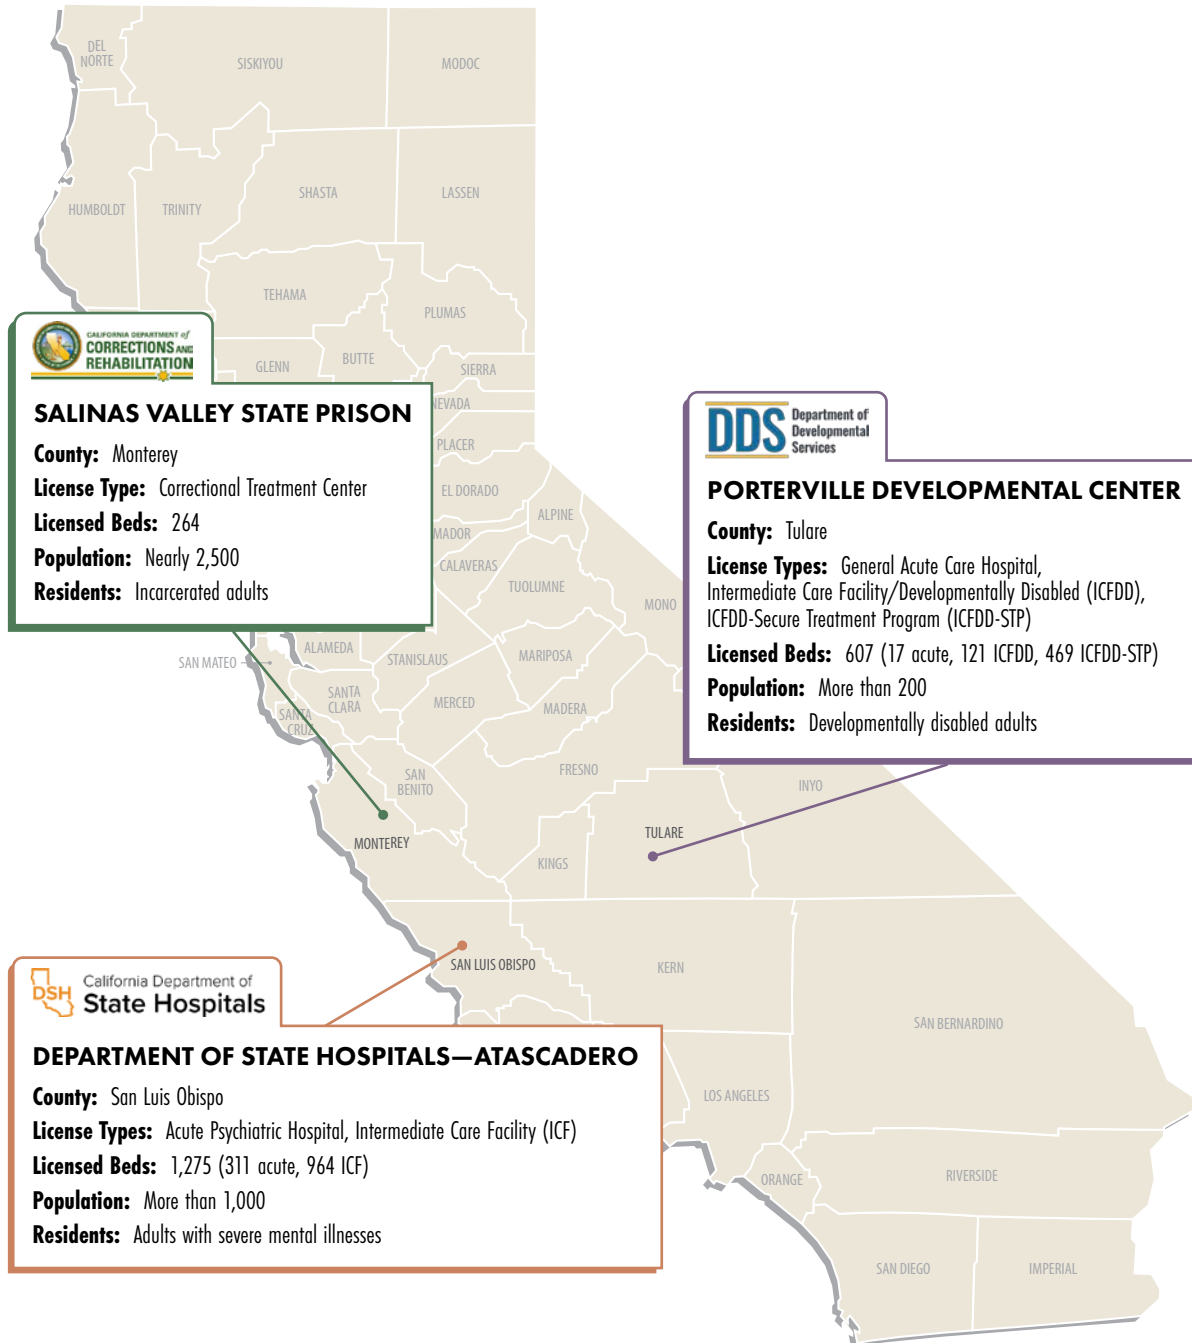 DEL
NORTE
SISKIYOU
MODOC
SHASTA
LASSEN
HUMBOLDT
TRINITY
TEHAMA
PLUMAS
GLENN
BUTTE
SIERRA
NEVADA
PLACER
EL DORADO
ALPINE
AMADOR
CALAVERAS
TUOLUMNE
MONO
CALIFORNIA DEPARTMENT of
CORRECTIONS AND
REHABILITATION
SALINAS VALLEY STATE PRISON
County: Monterey
License Type: Correctional Treatment Center
Licensed Beds: 264
Population: Nearly 2,500
Residents: Incarcerated adults
DDS
Department of
Developmental
Services
PORTERVILLE DEVELOPMENTAL CENTER
County: Tulare
License Types: General Acute Care Hospital,
Intermediate Care Facility/Developmentally Disabled (ICFDD),
ICFDD-Secure Treatment Program (ICFDD-STP)
Licensed Beds: 607 (17 acute, 121 ICFDD, 469 ICFDD-STP)
Population: More than 200
Residents: Developmentally disabled adults
ALAMEDA
SAN MATEO
STANISLAUS
MARIPOSA
SANTA
CLARA
MERCED
MADERA
SANTA
CRUZ
SAN
BENITO
FRESNO
INYO
MONTEREY
KINGS
TULARE
SAN LUIS OBISPO
KERN
SAN BERNARDINO
LOS ANGELES
ORANGE
RIVERSIDE
SAN DIEGO
IMPERIAL
DSH
California Department of
State Hospitals
DEPARTMENT OF STATE HOSPITALS—ATASCADERO
County: San Luis Obispo
License Types: Acute Psychiatric Hospital, Intermediate Care Facility (ICF)
Licensed Beds: 1,275 (311 acute, 964 ICF)
Population: More than 1,000
Residents: Adults with severe mental illnesses